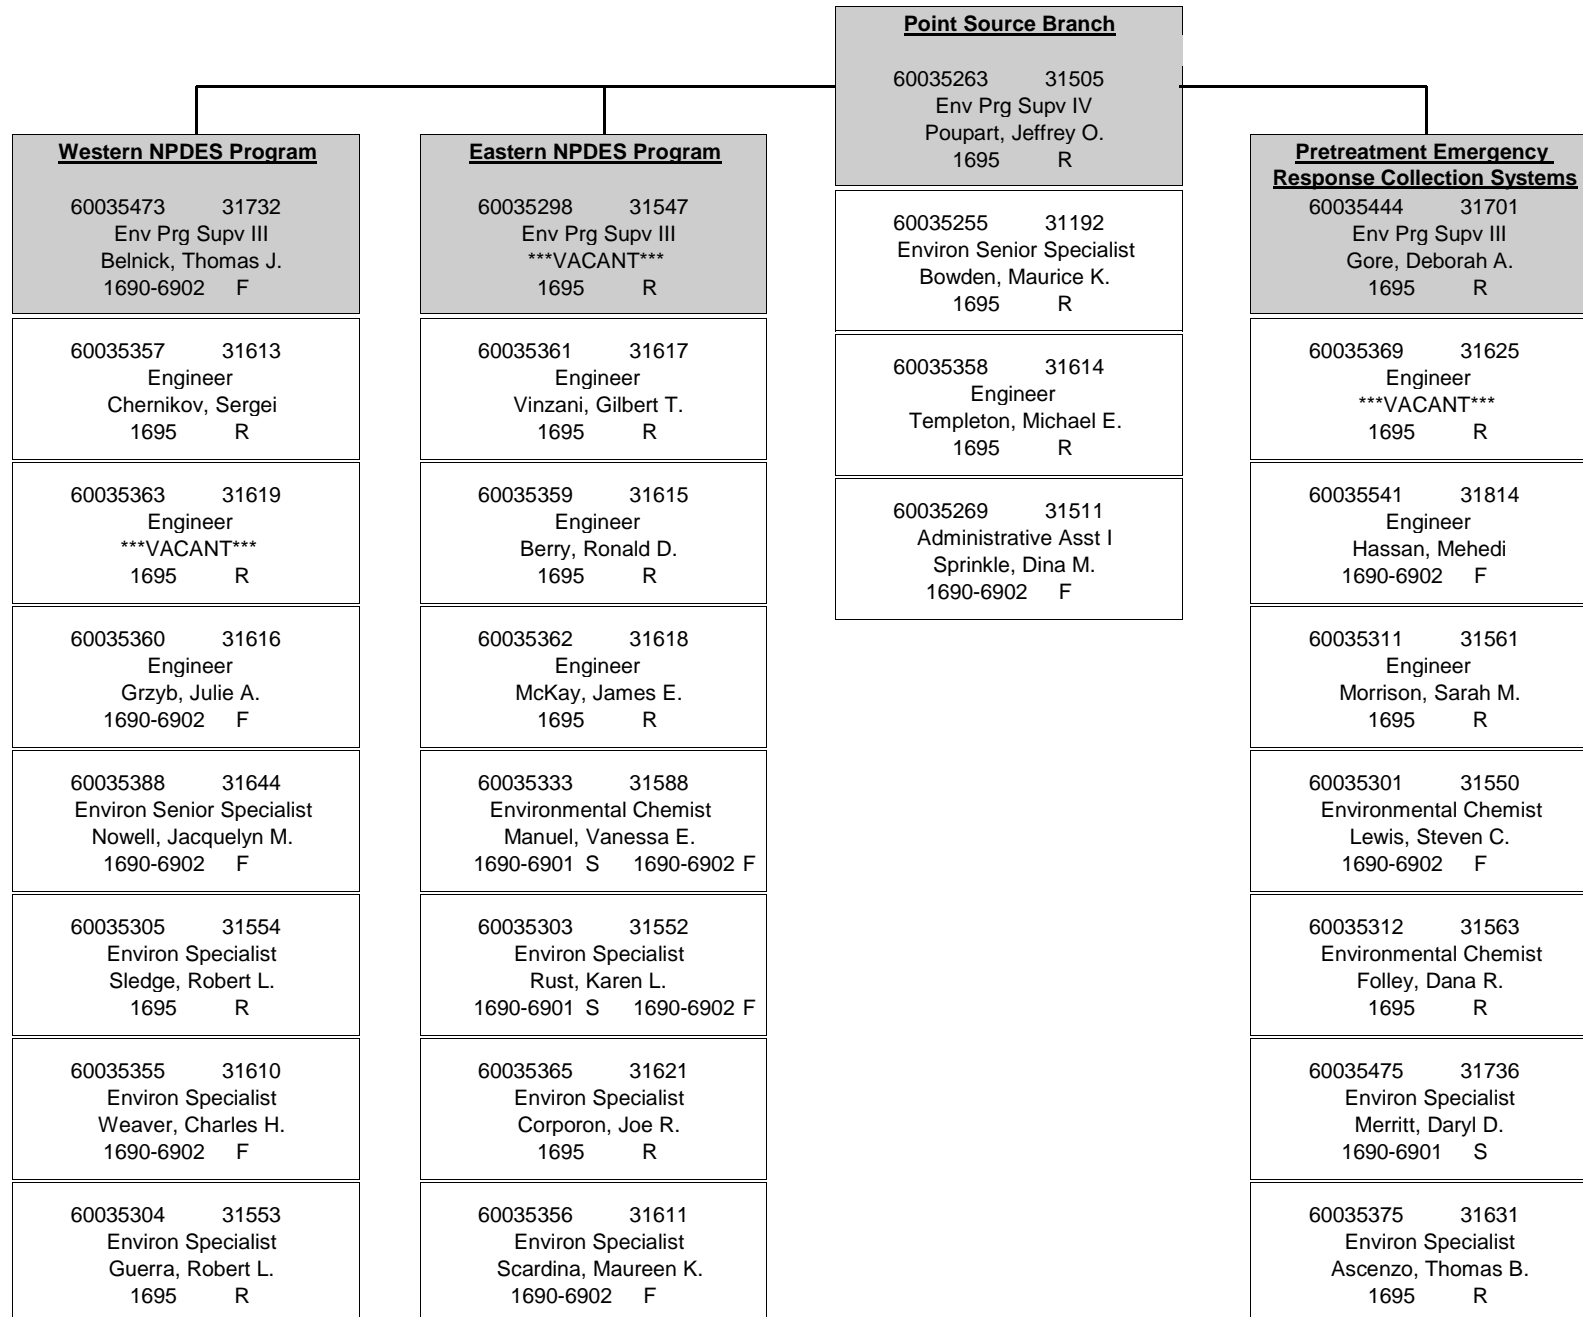 Point Source Branch
60035263 31505
Env Prg Supv IV
Poupart, Jeffrey O.
1695 R
60035255 31192
Environ Senior Specialist
Bowden, Maurice K.
1695 R
60035358 31614
Engineer
Templeton, Michael E.
1695 R
60035269 31511
Administrative Asst I
Sprinkle, Dina M.
1690-6902 F
Western NPDES Program
60035473 31732
Env Prg Supv III
Belnick, Thomas J.
1690-6902 F
60035357 31613
Engineer
Chernikov, Sergei
1695 R
60035363 31619
Engineer
***VACANT***
1695 R
60035360 31616
Engineer
Grzyb, Julie A.
1690-6902 F
60035388 31644
Environ Senior Specialist
Nowell, Jacquelyn M.
1690-6902 F
60035305 31554
Environ Specialist
Sledge, Robert L.
1695 R
60035355 31610
Environ Specialist
Weaver, Charles H.
1690-6902 F
60035304 31553
Environ Specialist
Guerra, Robert L.
1695 R
Eastern NPDES Program
60035298 31547
Env Prg Supv III
***VACANT***
1695 R
60035361 31617
Engineer
Vinzani, Gilbert T.
1695 R
60035359 31615
Engineer
Berry, Ronald D.
1695 R
60035362 31618
Engineer
McKay, James E.
1695 R
60035333 31588
Environmental Chemist
Manuel, Vanessa E.
1690-6901 S 1690-6902 F
60035303 31552
Environ Specialist
Rust, Karen L.
1690-6901 S 1690-6902 F
60035365 31621
Environ Specialist
Corporon, Joe R.
1695 R
60035356 31611
Environ Specialist
Scardina, Maureen K.
1690-6902 F
Pretreatment Emergency
Response Collection Systems
60035444 31701
Env Prg Supv III
Gore, Deborah A.
1695 R
60035369 31625
Engineer
***VACANT***
1695 R
60035541 31814
Engineer
Hassan, Mehedi
1690-6902 F
60035311 31561
Engineer
Morrison, Sarah M.
1695 R
60035301 31550
Environmental Chemist
Lewis, Steven C.
1690-6902 F
60035312 31563
Environmental Chemist
Folley, Dana R.
1695 R
60035475 31736
Environ Specialist
Merritt, Daryl D.
1690-6901 S
60035375 31631
Environ Specialist
Ascenzo, Thomas B.
1695 R